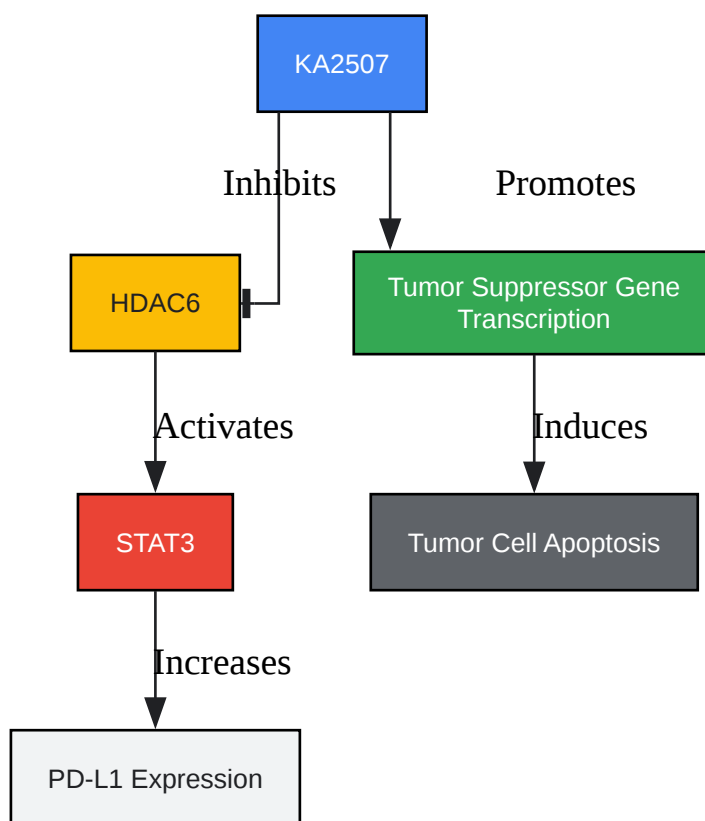 KA2507
Inhibits
Promotes
HDAC6
Tumor Suppressor Gene
Transcription
Activates
Induces
STAT3
Tumor Cell Apoptosis
Increases
PD-L1 Expression